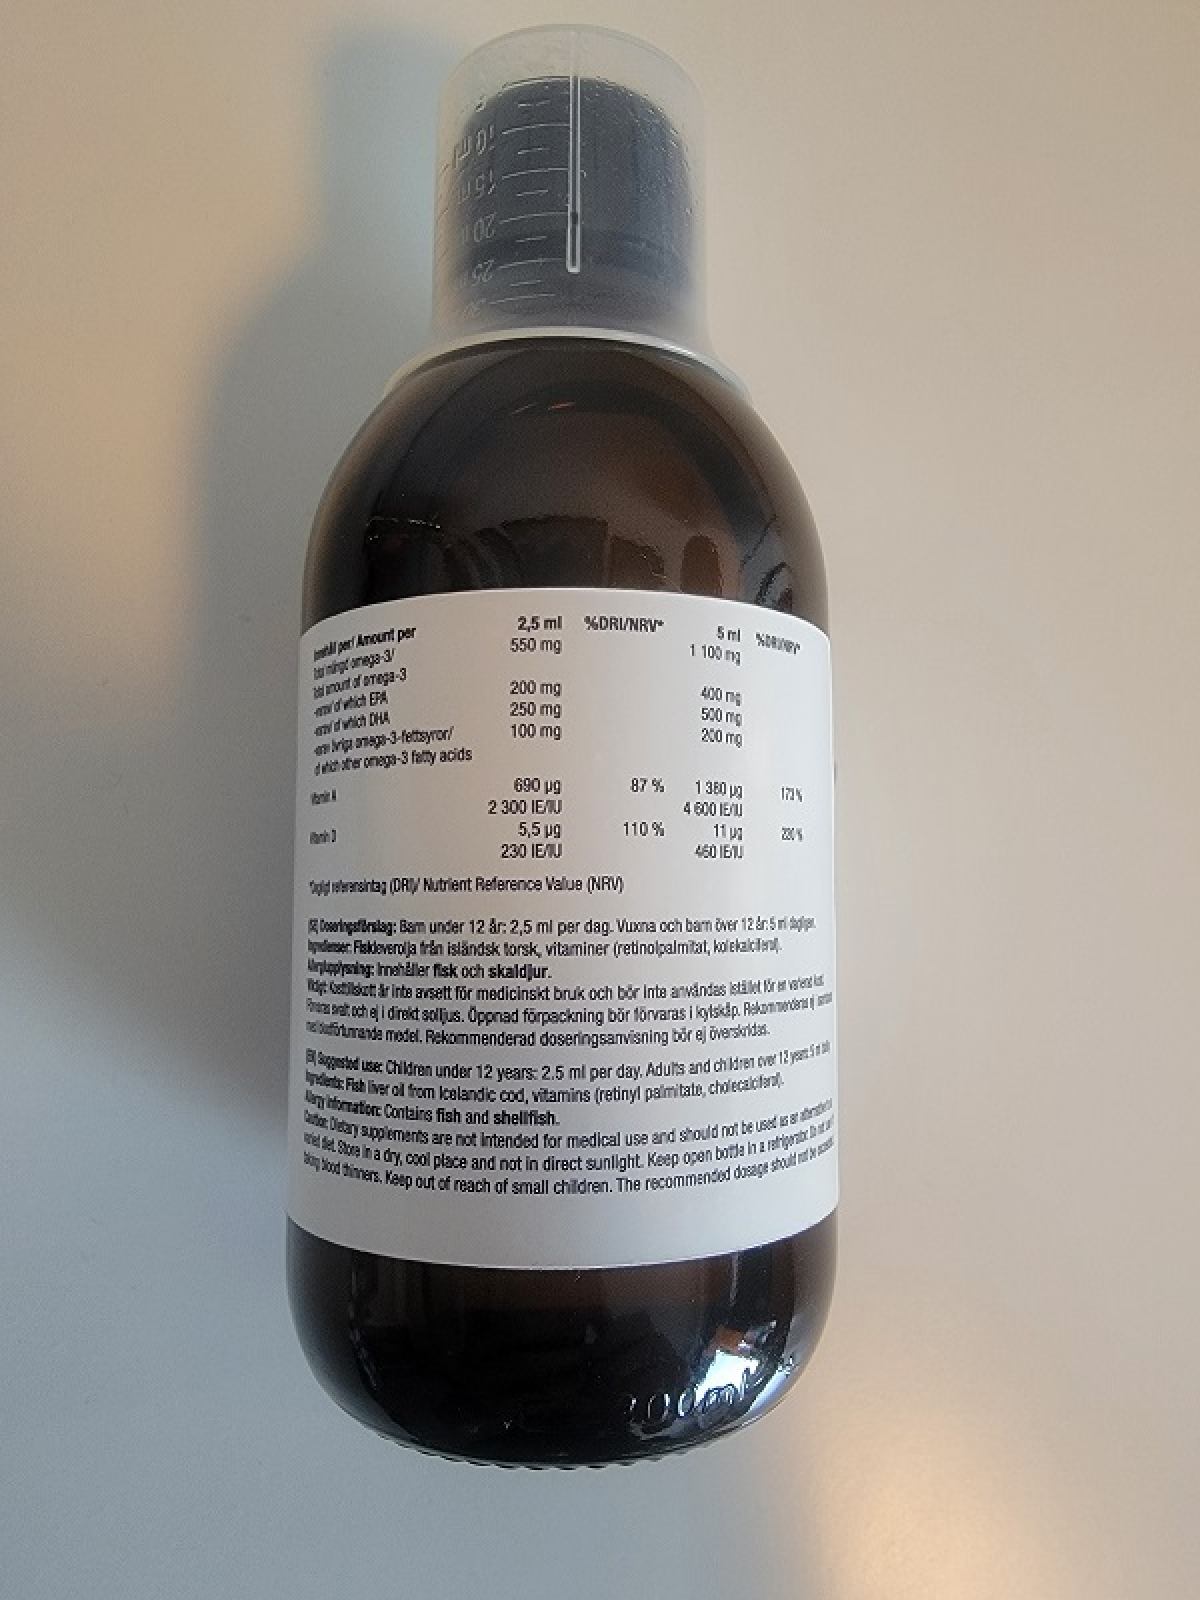 10 ml
15 ml
20
25
30
Innehåll per/ Amount per 2,5 ml %DRI/NRV* 5 ml %DRI/NRV*
Total mängd omega-3/ 550 mg 1 100 mg
Total amount of omega-3
-varav/ of which EPA 200 mg 400 mg
-varav/ of which DHA 250 mg 500 mg
-varav övriga omega-3-fettsyror/ 100 mg 200 mg
of which other omega-3 fatty acids
Vitamin A 690 µg 87 % 1 380 µg 173 %
2 300 IE/IU 4 600 IE/IU
Vitamin D 5,5 µg 110 % 11 µg 220 %
230 IE/IU 460 IE/IU
*Dagligt referensintag (DRI)/ Nutrient Reference Value (NRV)
(SE) Doseringsförslag: Barn under 12 år: 2,5 ml per dag. Vuxna och barn över 12 år: 5 ml dagligen.
Ingredienser: Fiskleverolja från isländsk torsk, vitaminer (retinolpalmitat, kolekalciferol).
Allergiupplysning: Innehåller fisk och skaldjur.
Viktigt: Kosttillskott är inte avsett för medicinskt bruk och bör inte användas istället för en varierad kost.
Förvaras svalt och ej i direkt solljus. Öppnad förpackning bör förvaras i kylskåp. Rekommenderas ej
med blodförtunnande medel. Rekommenderad doseringsanvisning bör ej överskridas.
(EN) Suggested use: Children under 12 years: 2.5 ml per day. Adults and children over 12 years: 5 ml daily
Ingredients: Fish liver oil from Icelandic cod, vitamins (retinyl palmitate, cholecalciferol).
Allergy information: Contains fish and shellfish.
Caution: Dietary supplements are not intended for medical use and should not be used as an alternative
varied diet. Store in a dry, cool place and not in direct sunlight. Keep open bottle in a refrigerator. Do not
taking blood thinners. Keep out of reach of small children. The recommended dosage should not be